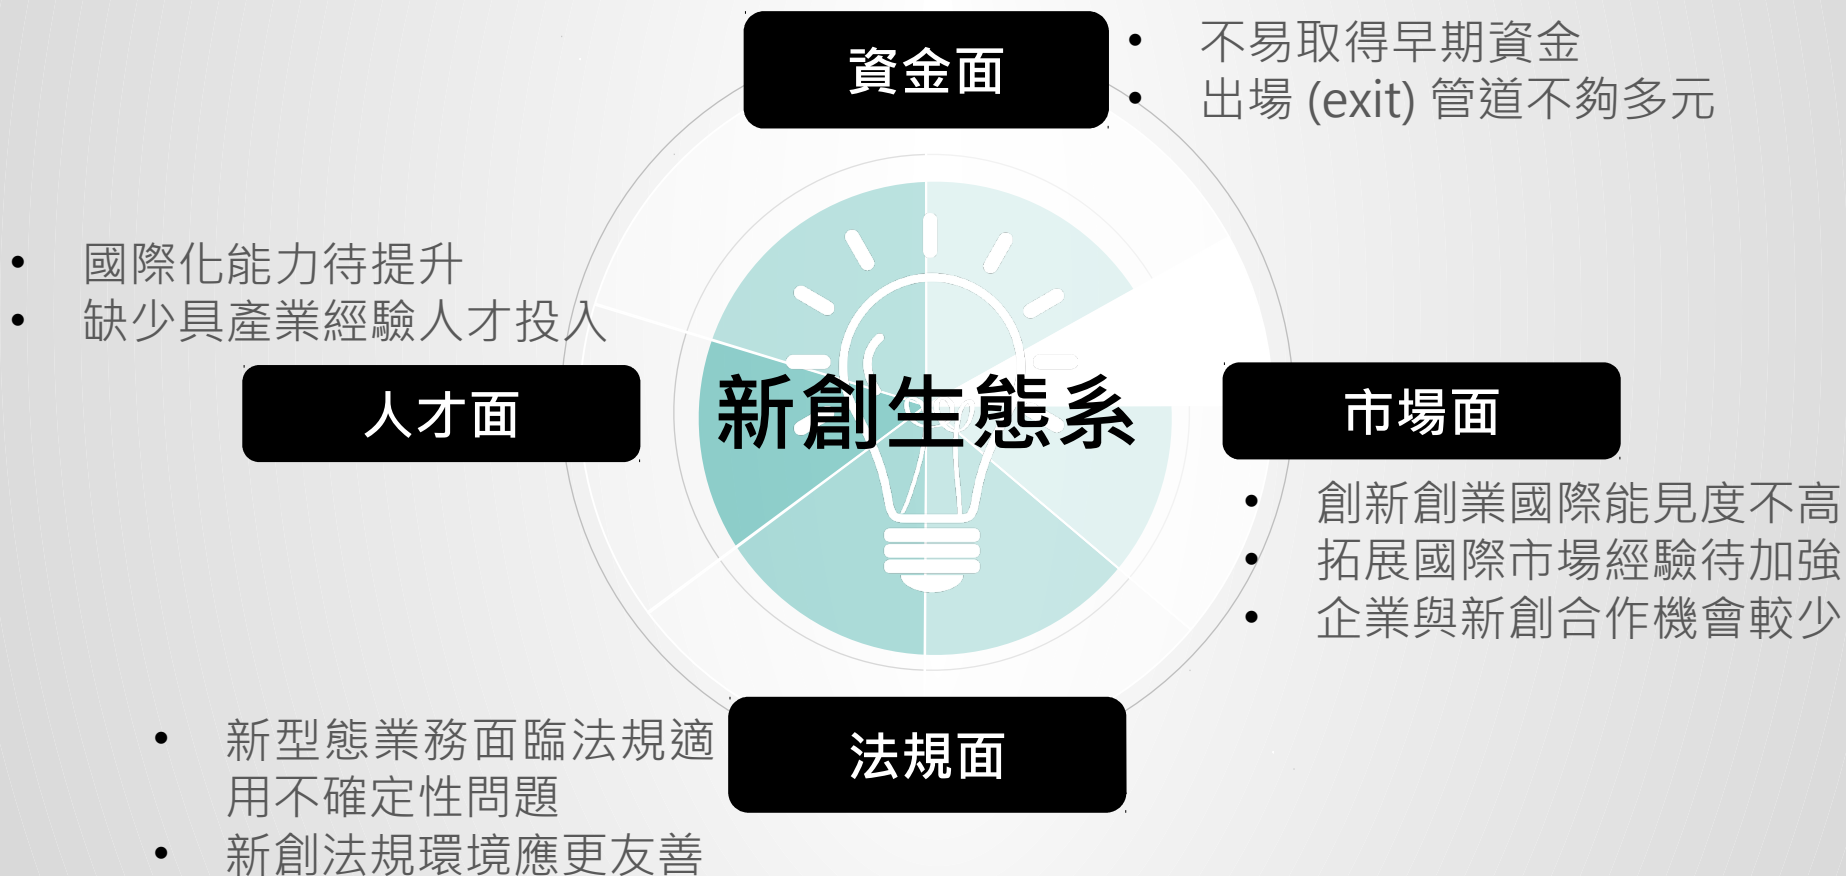 資金面
• 不易取得早期資金
• 出場 (exit) 管道不夠多元
• 國際化能力待提升
• 缺少具產業經驗人才投入
人才面
新創生態系
市場面
• 創新創業國際能見度不高
• 拓展國際市場經驗待加強
• 企業與新創合作機會較少
• 新型態業務面臨法規適
用不確定性問題
• 新創法規環境應更友善
法規面